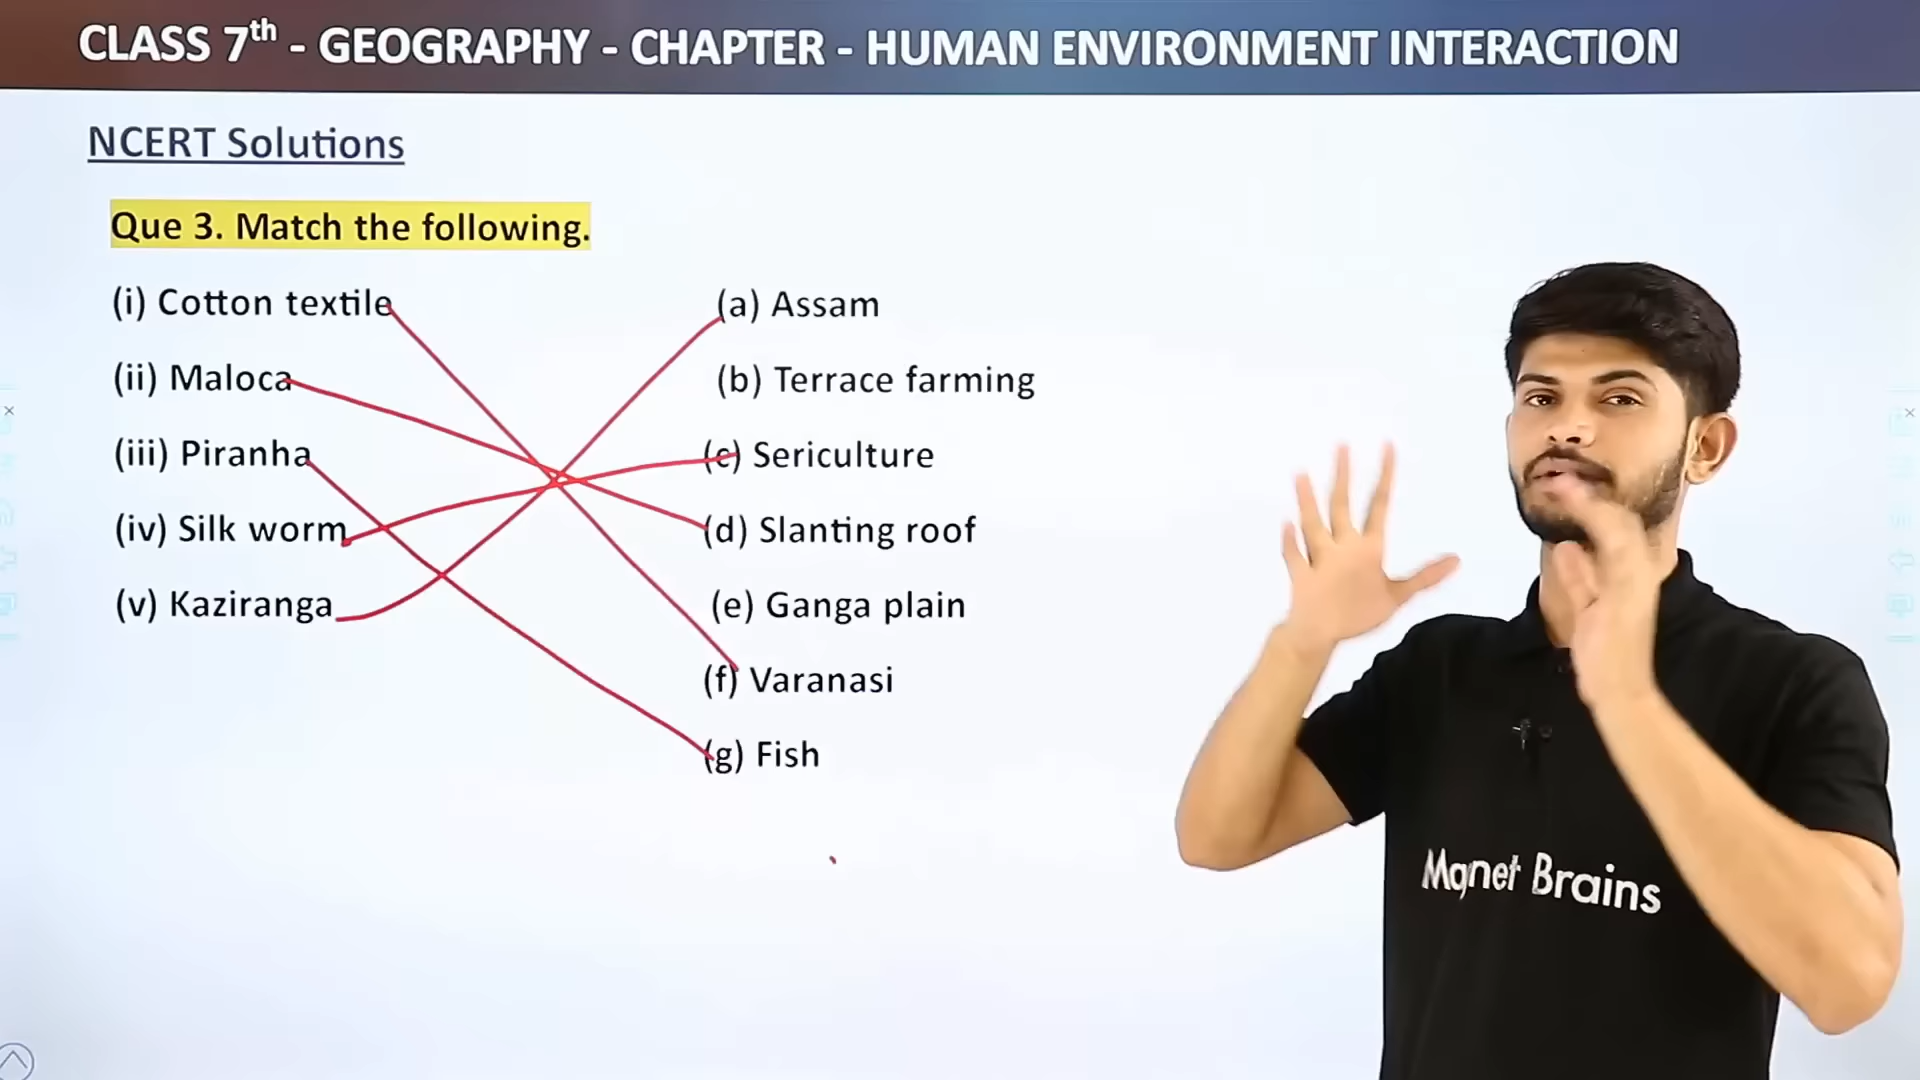 CLASS 7th - GEOGRAPHY - CHAPTER - HUMAN ENVIRONMENT INTERACTION
NCERT Solutions
Que 3. Match the following.
(i) Cotton textile (a) Assam
(ii) Maloca (b) Terrace farming
(iii) Piranha (c) Sericulture
(iv) Silk worm (d) Slanting roof
(v) Kaziranga (e) Ganga plain
(f) Varanasi
(g) Fish
Magnet Brains